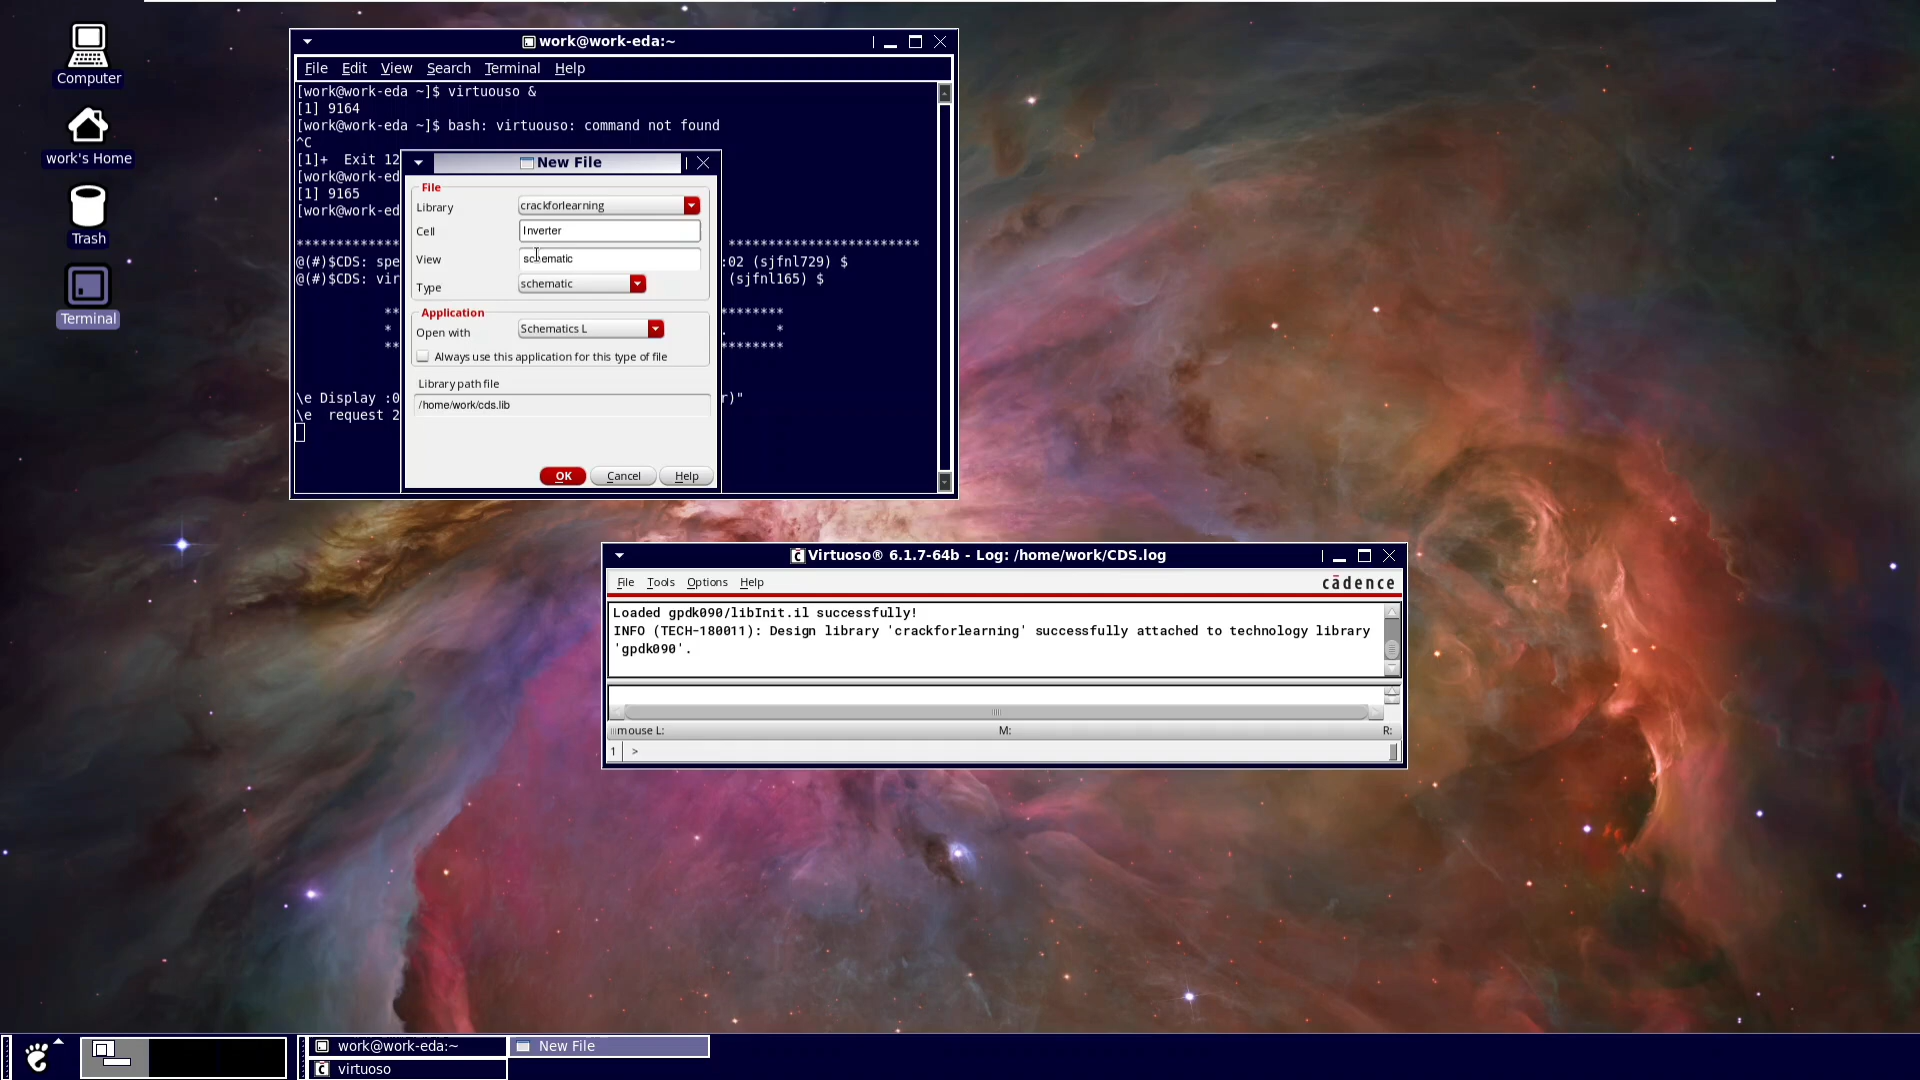 Computer
work's Home
Trash
Terminal
work@work-eda:~
File Edit View Search Terminal Help
[work@work-eda ~]$ virtuouso &
[1] 9164
[work@work-eda ~]$ bash: virtuouso: command not found
^C
[1]+  Exit 12
[work@work-ed
[1] 9165
[work@work-ed
************* ************************
@(#)$CDS: spe :02 (sjfnl729) $
@(#)$CDS: vir (sjfnl165) $
** ********
* . *
** ********
\e Display :0 r)"
\e  request 2
New File
File
Library crackforlearning
Cell Inverter
View schematic
Type schematic
Application
Open with Schematics L
Always use this application for this type of file
Library path file
/home/work/cds.lib
OK Cancel Help
Virtuoso® 6.1.7-64b - Log: /home/work/CDS.log
File Tools Options Help cādence
Loaded gpdk090/libInit.il successfully!
INFO (TECH-180011): Design library 'crackforlearning' successfully attached to technology library
'gpdk090'.
mouse L: M: R:
1 >
work@work-eda:~
New File
virtuoso